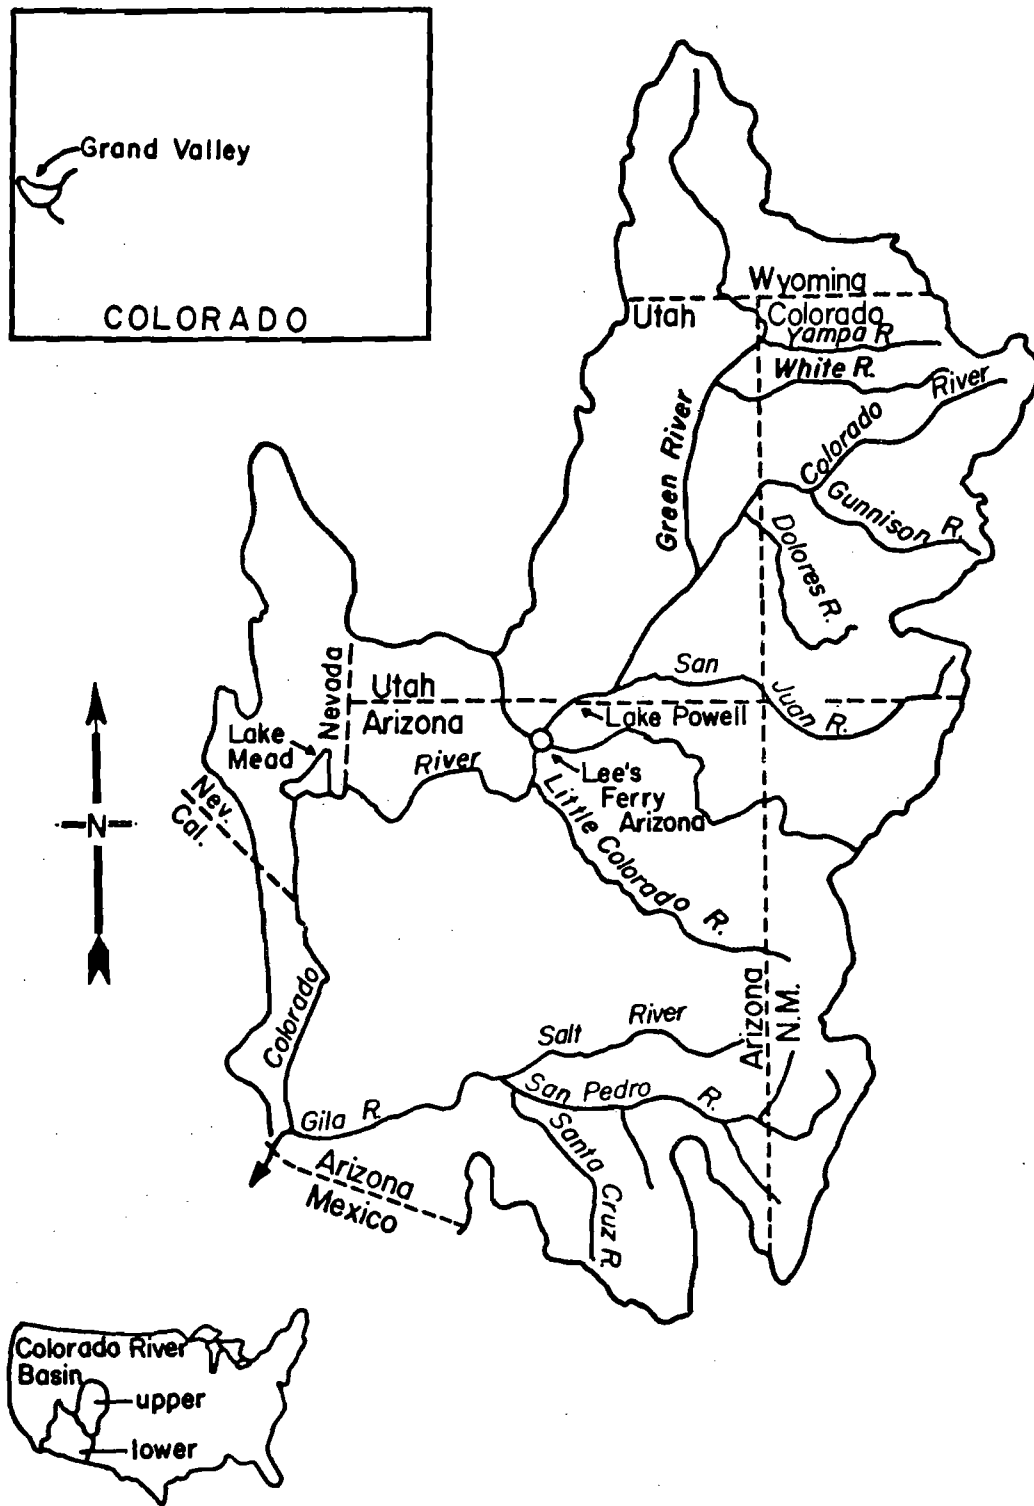 Grand Valley
COLORADO
Wyoming
Utah
Colorado
Yampa R.
White R.
Colorado River
Green River
Gunnison R.
Dolores R.
San Juan R.
Nevada
Utah
Arizona
Lake Powell
Lake
Mead
River
Lee's
Ferry
Arizona
Nev.
Cal.
Little Colorado R.
N
Colorado
Arizona
N.M.
Salt River
San Pedro R.
Gila R.
Santa Cruz R.
Arizona
Mexico
Colorado River
Basin
upper
lower